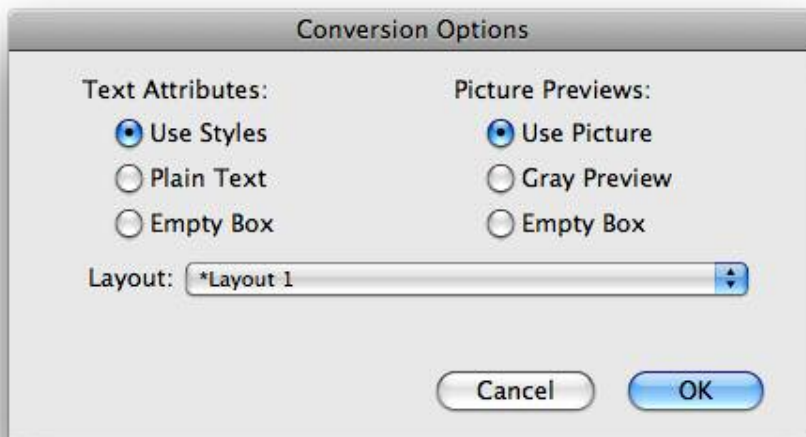 Conversion Options
Text Attributes:
Use Styles
Plain Text
Empty Box
Picture Previews:
Use Picture
Gray Preview
Empty Box
Layout: *Layout 1
Cancel
OK